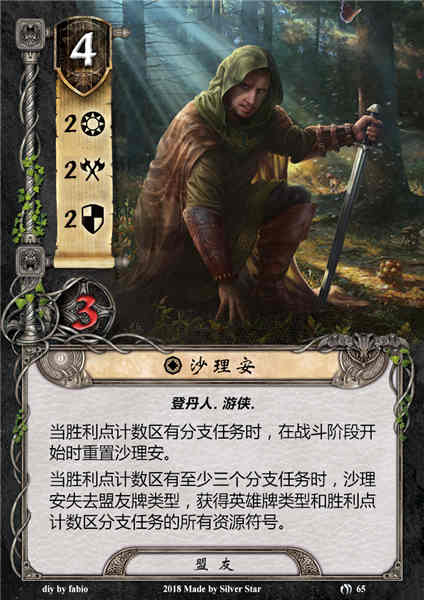 4
2
2
2
3
沙理安
登丹人. 游侠.
当胜利点计数区有分支任务时，在战斗阶段开
始时重置沙理安。
当胜利点计数区有至少三个分支任务时，沙理
安失去盟友牌类型，获得英雄牌类型和胜利点
计数区分支任务的所有资源符号。
盟 友
diy by fabio
2018 Made by Silver Star
65